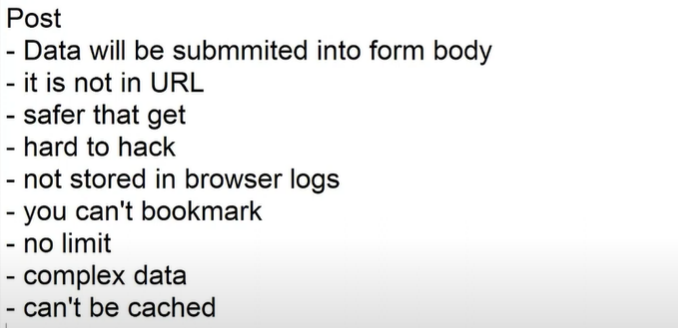 Post
- Data will be submmited into form body
- it is not in URL
- safer that get
- hard to hack
- not stored in browser logs
- you can't bookmark
- no limit
- complex data
- can't be cached